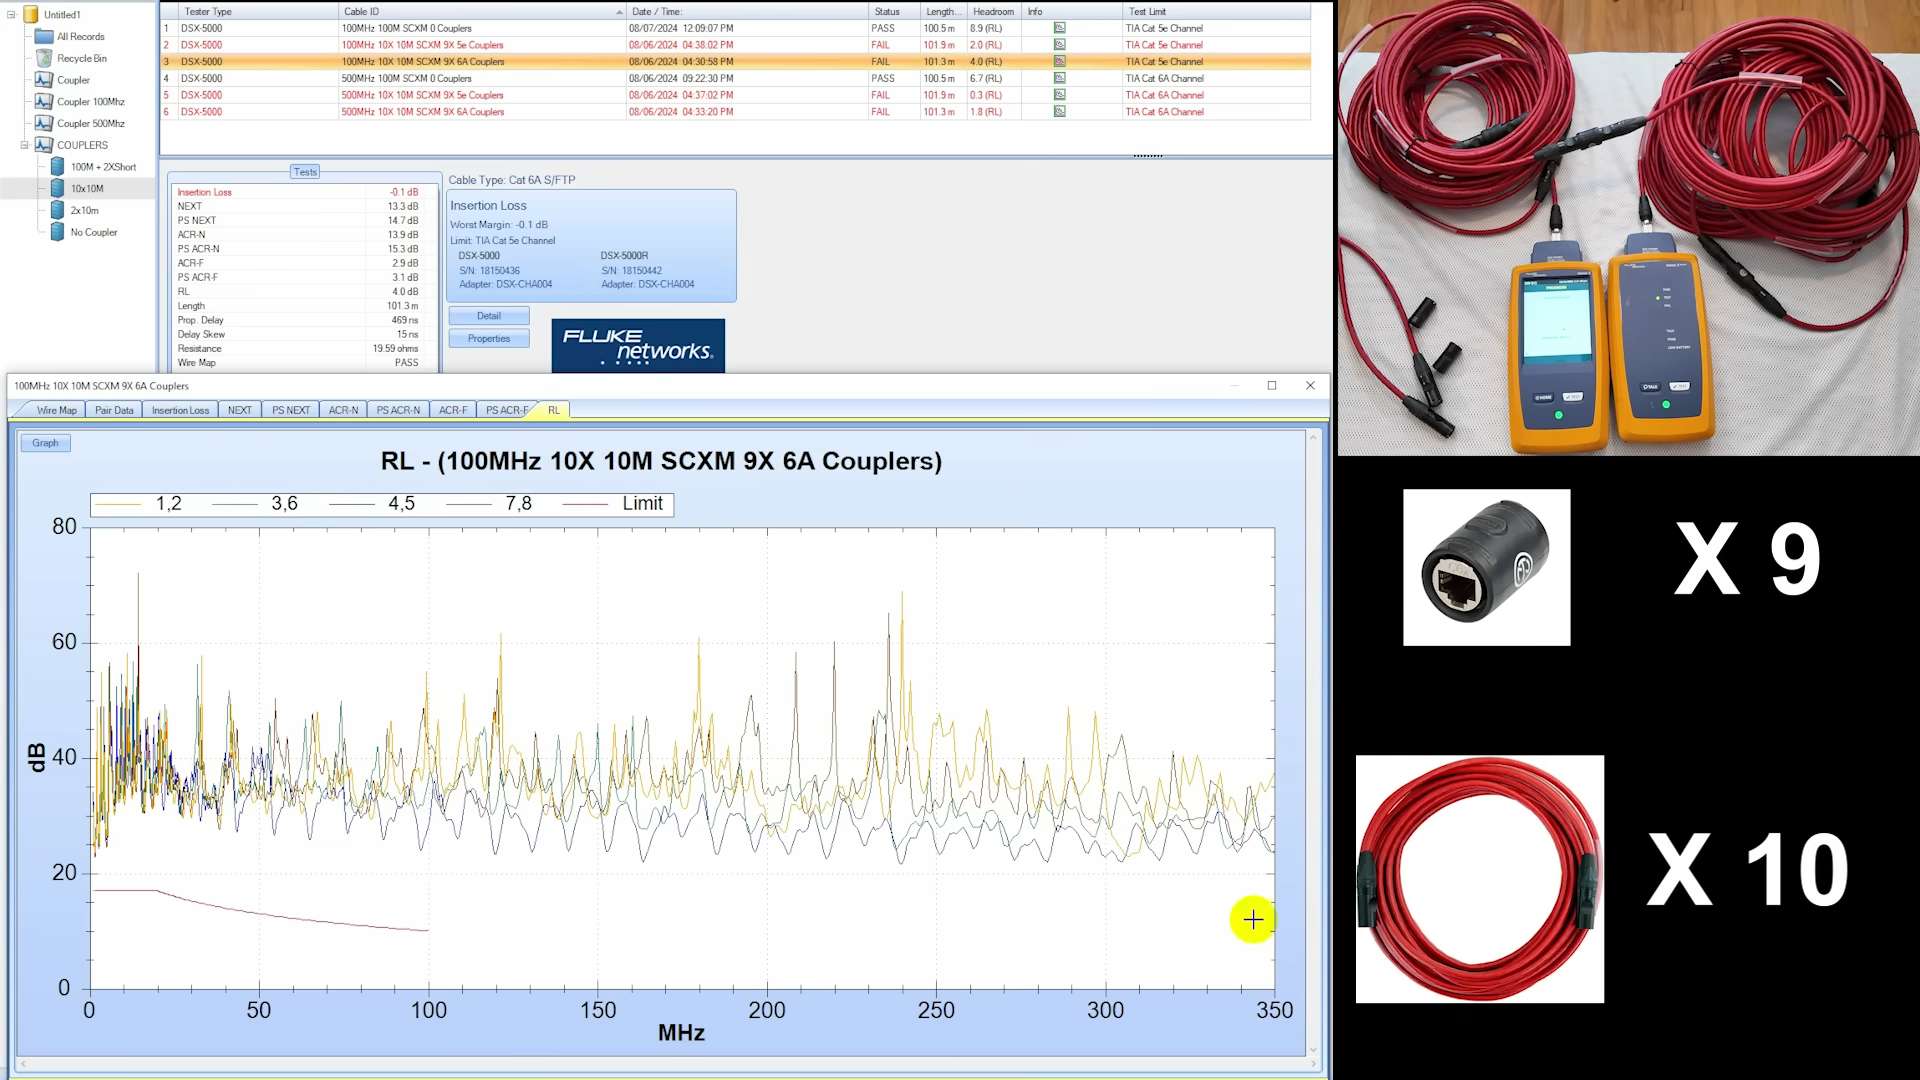 Untitled1
All Records
Recycle Bin
Coupler
Coupler 100Mhz
Coupler 500Mhz
COUPLERS
100M + 2XShort
10x10M
2x10m
No Coupler
Tester Type Cable ID Date / Time: Status Length... Headroom Info Test Limit
1 DSX-5000 100MHz 100M SCXM 0 Couplers 08/07/2024 12:09:07 PM PASS 100.5 m 8.9 (RL) TIA Cat 5e Channel
2 DSX-5000 100MHz 10X 10M SCXM 9X 5e Couplers 08/06/2024 04:38:02 PM FAIL 101.9 m 2.0 (RL) TIA Cat 5e Channel
3 DSX-5000 100MHz 10X 10M SCXM 9X 6A Couplers 08/06/2024 04:30:58 PM FAIL 101.3 m 4.0 (RL) TIA Cat 5e Channel
4 DSX-5000 500MHz 100M SCXM 0 Couplers 08/06/2024 09:22:30 PM PASS 100.5 m 6.7 (RL) TIA Cat 6A Channel
5 DSX-5000 500MHz 10X 10M SCXM 9X 5e Couplers 08/06/2024 04:37:02 PM FAIL 101.9 m 0.3 (RL) TIA Cat 6A Channel
6 DSX-5000 500MHz 10X 10M SCXM 9X 6A Couplers 08/06/2024 04:33:20 PM FAIL 101.3 m 1.8 (RL) TIA Cat 6A Channel
Tests
Insertion Loss -0.1 dB
NEXT 13.3 dB
PS NEXT 14.7 dB
ACR-N 13.9 dB
PS ACR-N 15.3 dB
ACR-F 2.9 dB
PS ACR-F 3.1 dB
RL 4.0 dB
Length 101.3 m
Prop. Delay 469 ns
Delay Skew 15 ns
Resistance 19.59 ohms
Wire Map PASS
Cable Type: Cat 6A S/FTP
Insertion Loss
Worst Margin: -0.1 dB
Limit: TIA Cat 5e Channel
DSX-5000 DSX-5000R
S/N: 18150436 S/N: 18150442
Adapter: DSX-CHA004 Adapter: DSX-CHA004
Detail
Properties
FLUKE
networks.
100MHz 10X 10M SCXM 9X 6A Couplers
Wire Map Pair Data Insertion Loss NEXT PS NEXT ACR-N PS ACR-N ACR-F PS ACR-F RL
Graph
RL - (100MHz 10X 10M SCXM 9X 6A Couplers)
1,2 3,6 4,5 7,8 Limit
80
60
40
20
0
dB
0 50 100 150 200 250 300 350
MHz
X 9
X 10